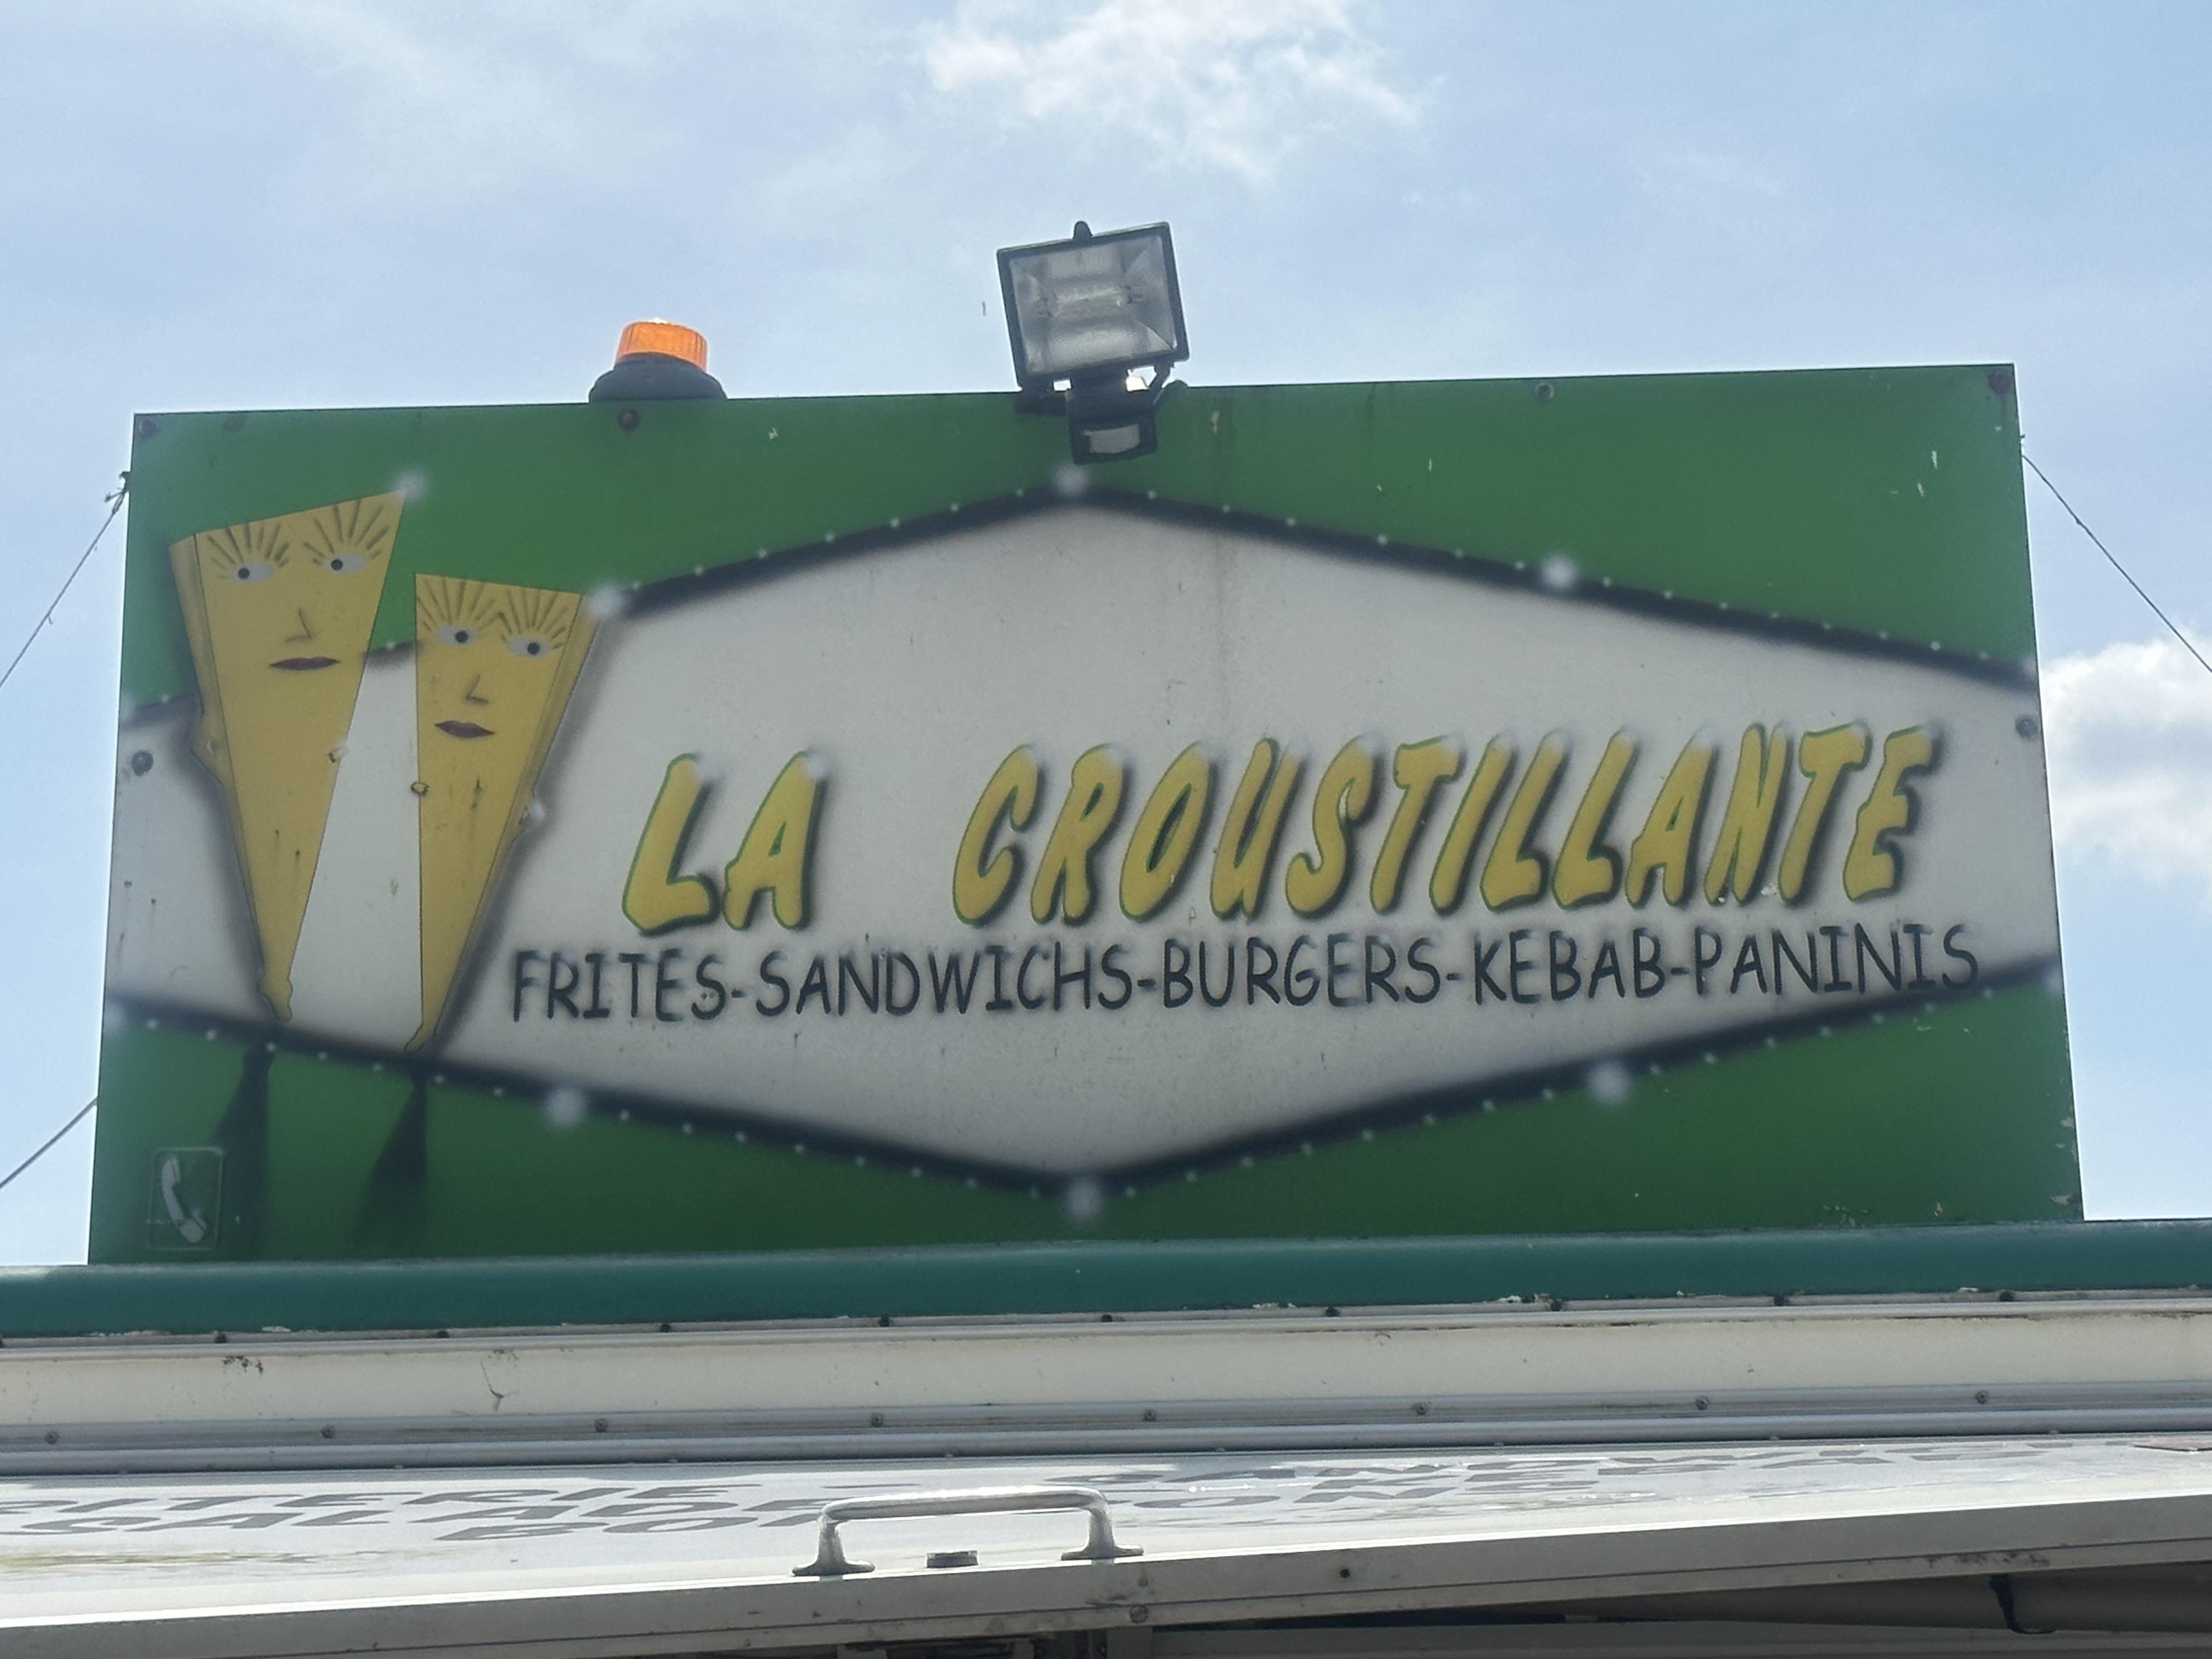 LA CROUSTILLANTE
FRITES-SANDWICHS-BURGERS-KEBAB-PANINIS